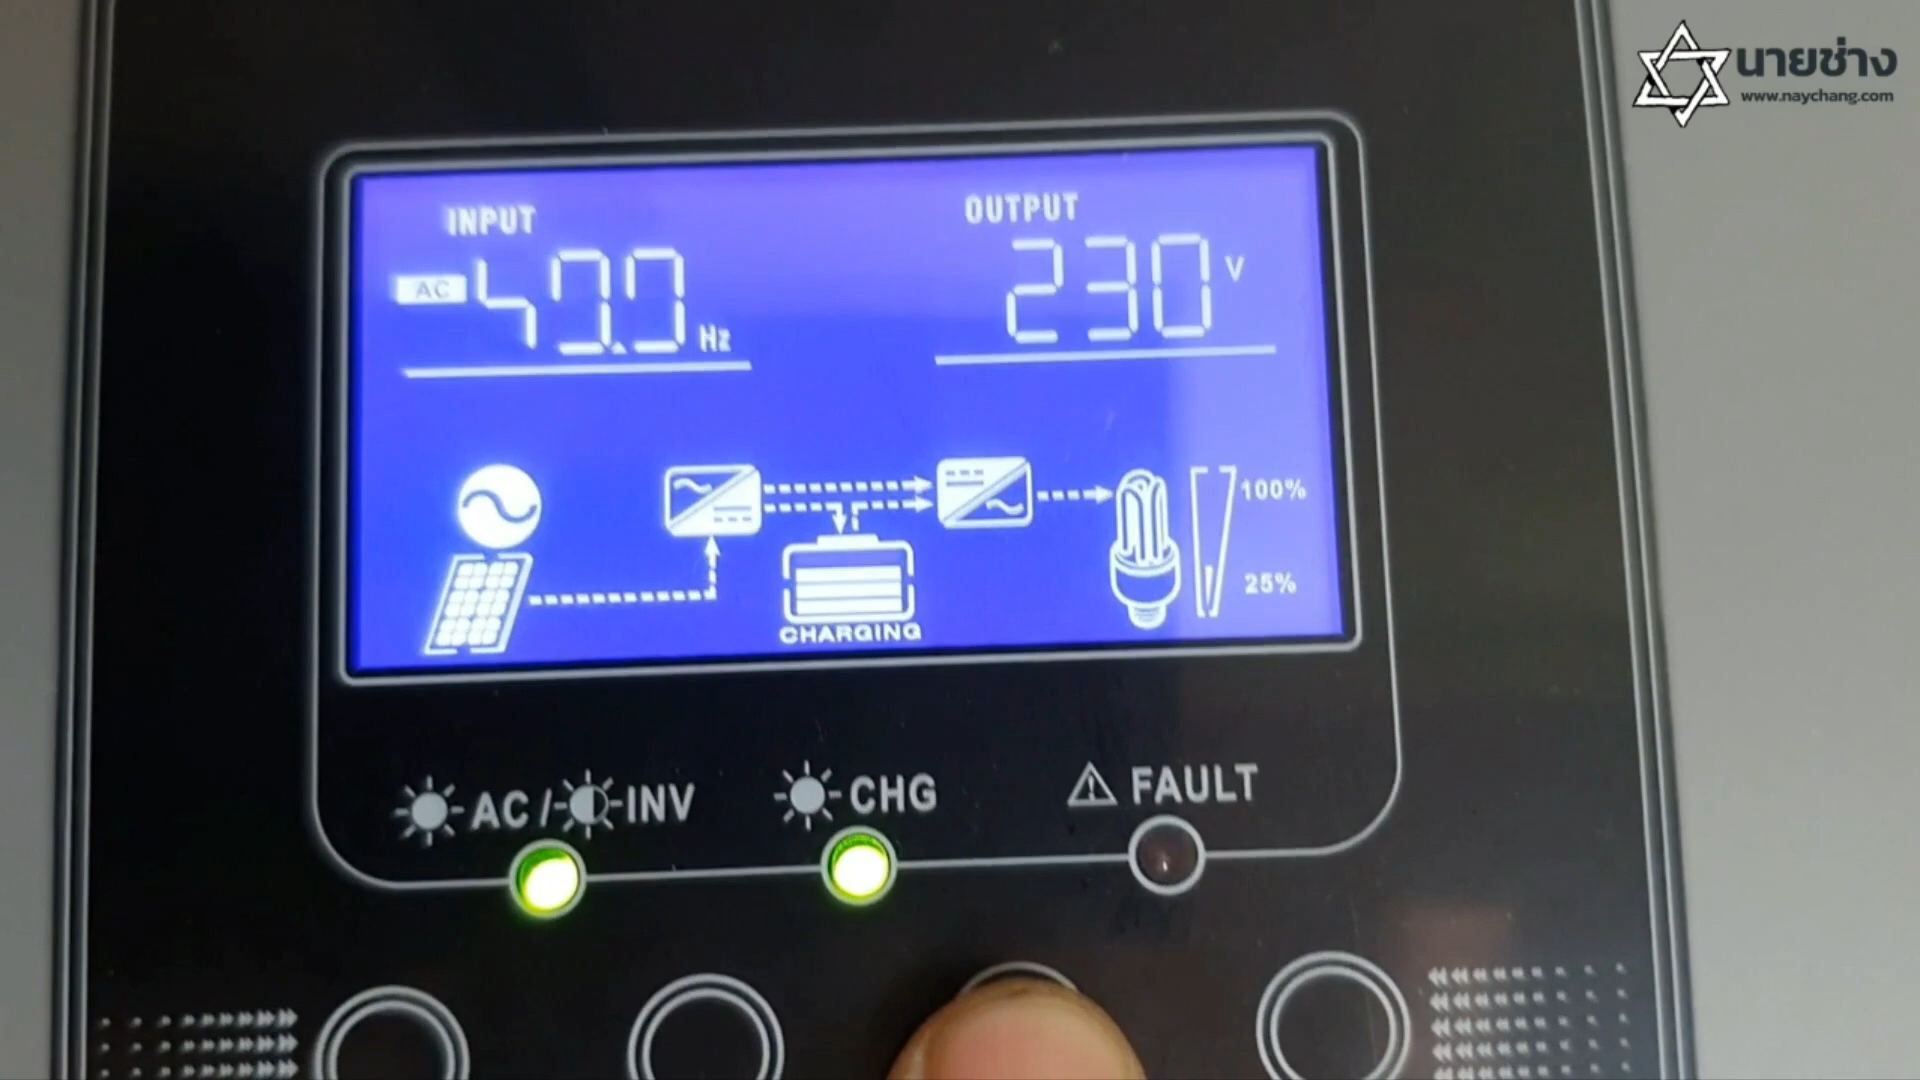 นายช่าง
www.naychang.com
INPUT
OUTPUT
AC
Hz
230 V
100%
25%
CHARGING
AC / INV
CHG
FAULT